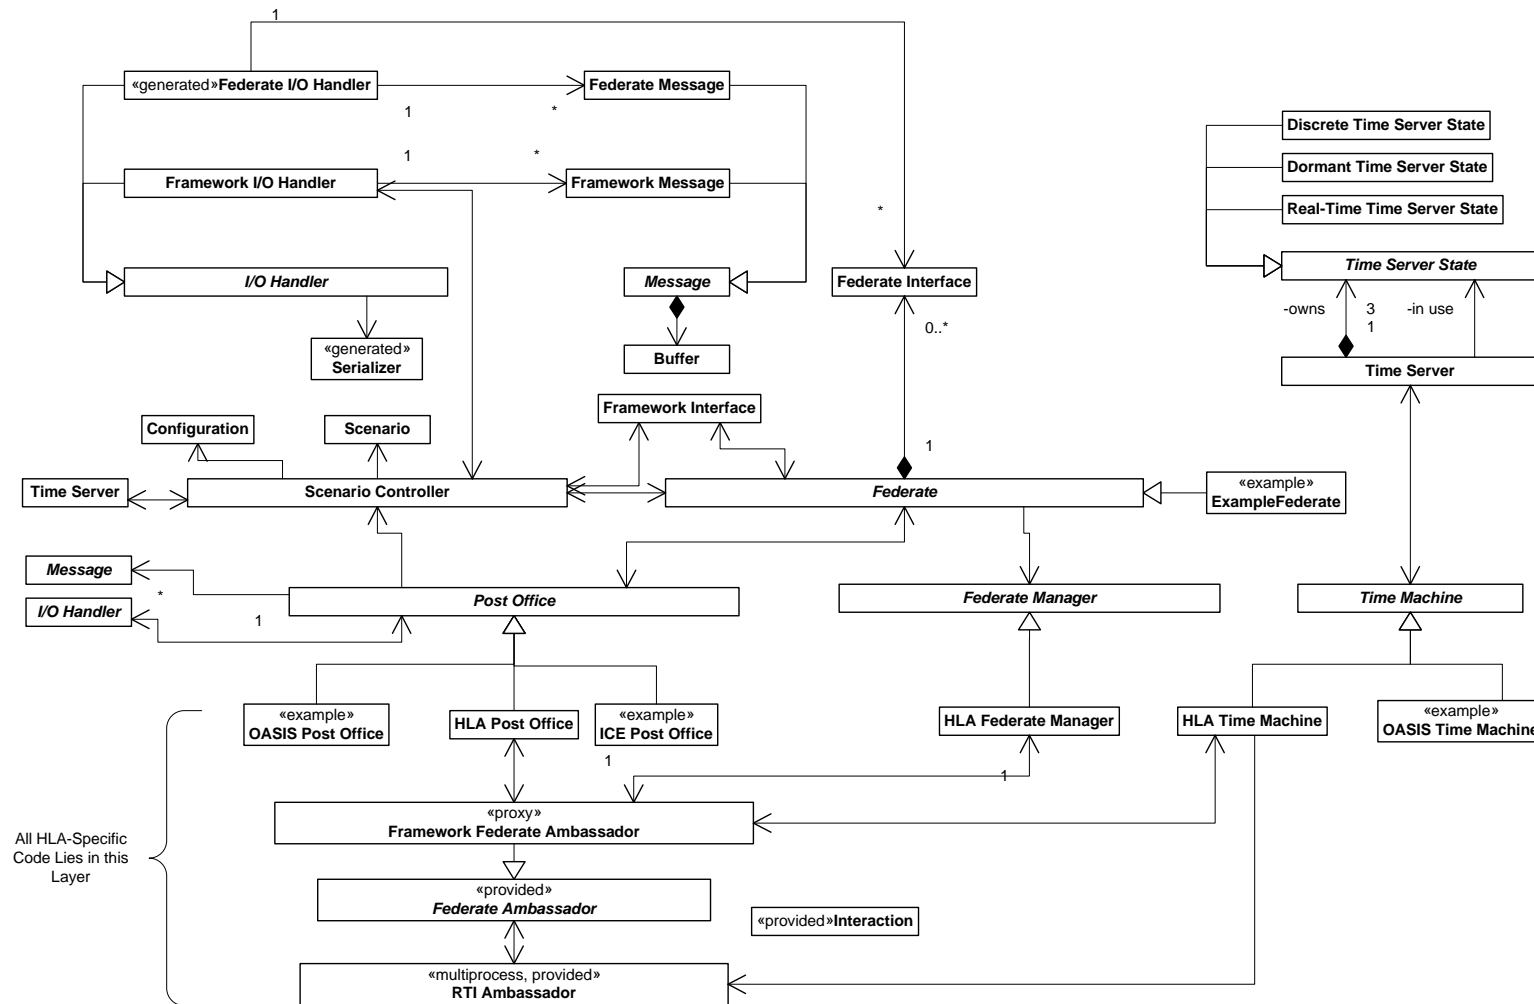 1
«generated»Federate I/O Handler
Federate Message
1
*
Discrete Time Server State
1
*
Framework I/O Handler
Framework Message
Dormant Time Server State
Real-Time Time Server State
*
I/O Handler
Message
Federate Interface
Time Server State
-owns
3
-in use
1
0..*
«generated»
Serializer
Buffer
Time Server
Framework Interface
Configuration
Scenario
1
Time Server
Scenario Controller
Federate
«example»
ExampleFederate
Message
*
I/O Handler
1
Post Office
Federate Manager
Time Machine
«example»
OASIS Post Office
HLA Post Office
«example»
ICE Post Office
HLA Federate Manager
HLA Time Machine
«example»
OASIS Time Machine
1
1
«proxy»
Framework Federate Ambassador
All HLA-Specific
Code Lies in this
Layer
«provided»
Federate Ambassador
«provided»Interaction
«multiprocess, provided»
RTI Ambassador